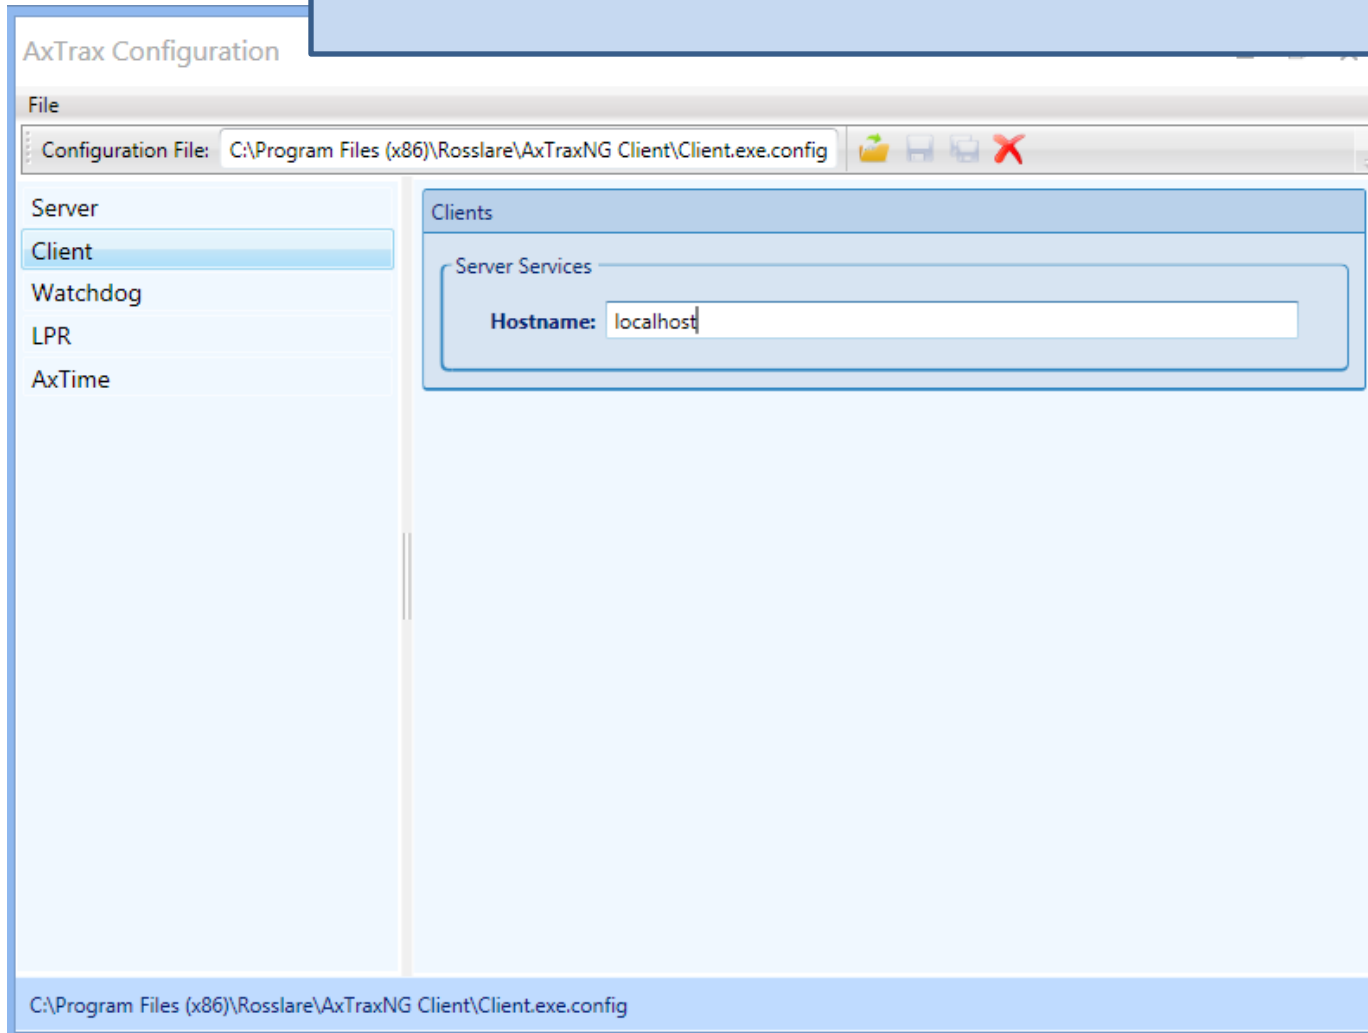 AxTrax Configuration
File
Configuration File: C:\Program Files (x86)\Rosslare\AxTraxNG Client\Client.exe.config
Server
Client
Watchdog
LPR
AxTime
Clients
Server Services
Hostname: localhost
C:\Program Files (x86)\Rosslare\AxTraxNG Client\Client.exe.config